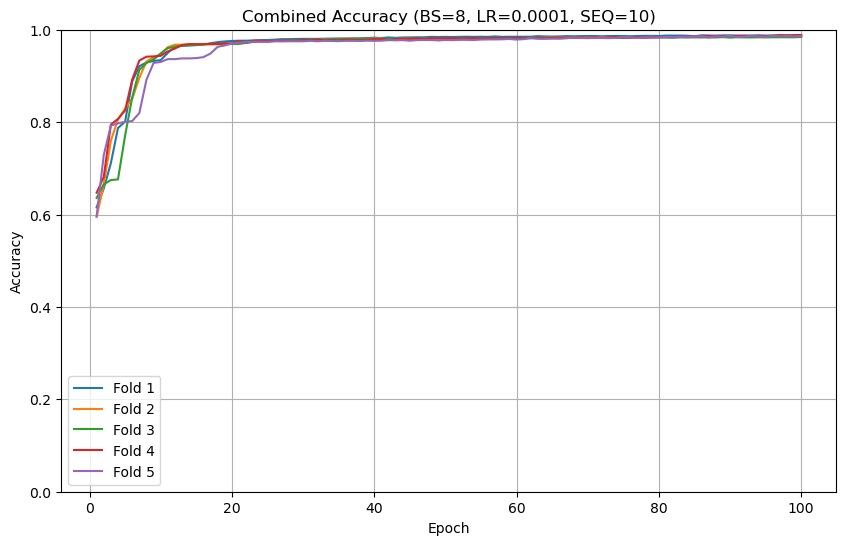 Combined Accuracy (BS=8, LR=0.0001, SEQ=10)
1.0
0.8
0.6
0.4
0.2
0.0
Accuracy
Fold 1
Fold 2
Fold 3
Fold 4
Fold 5
0 20 40 60 80 100
Epoch